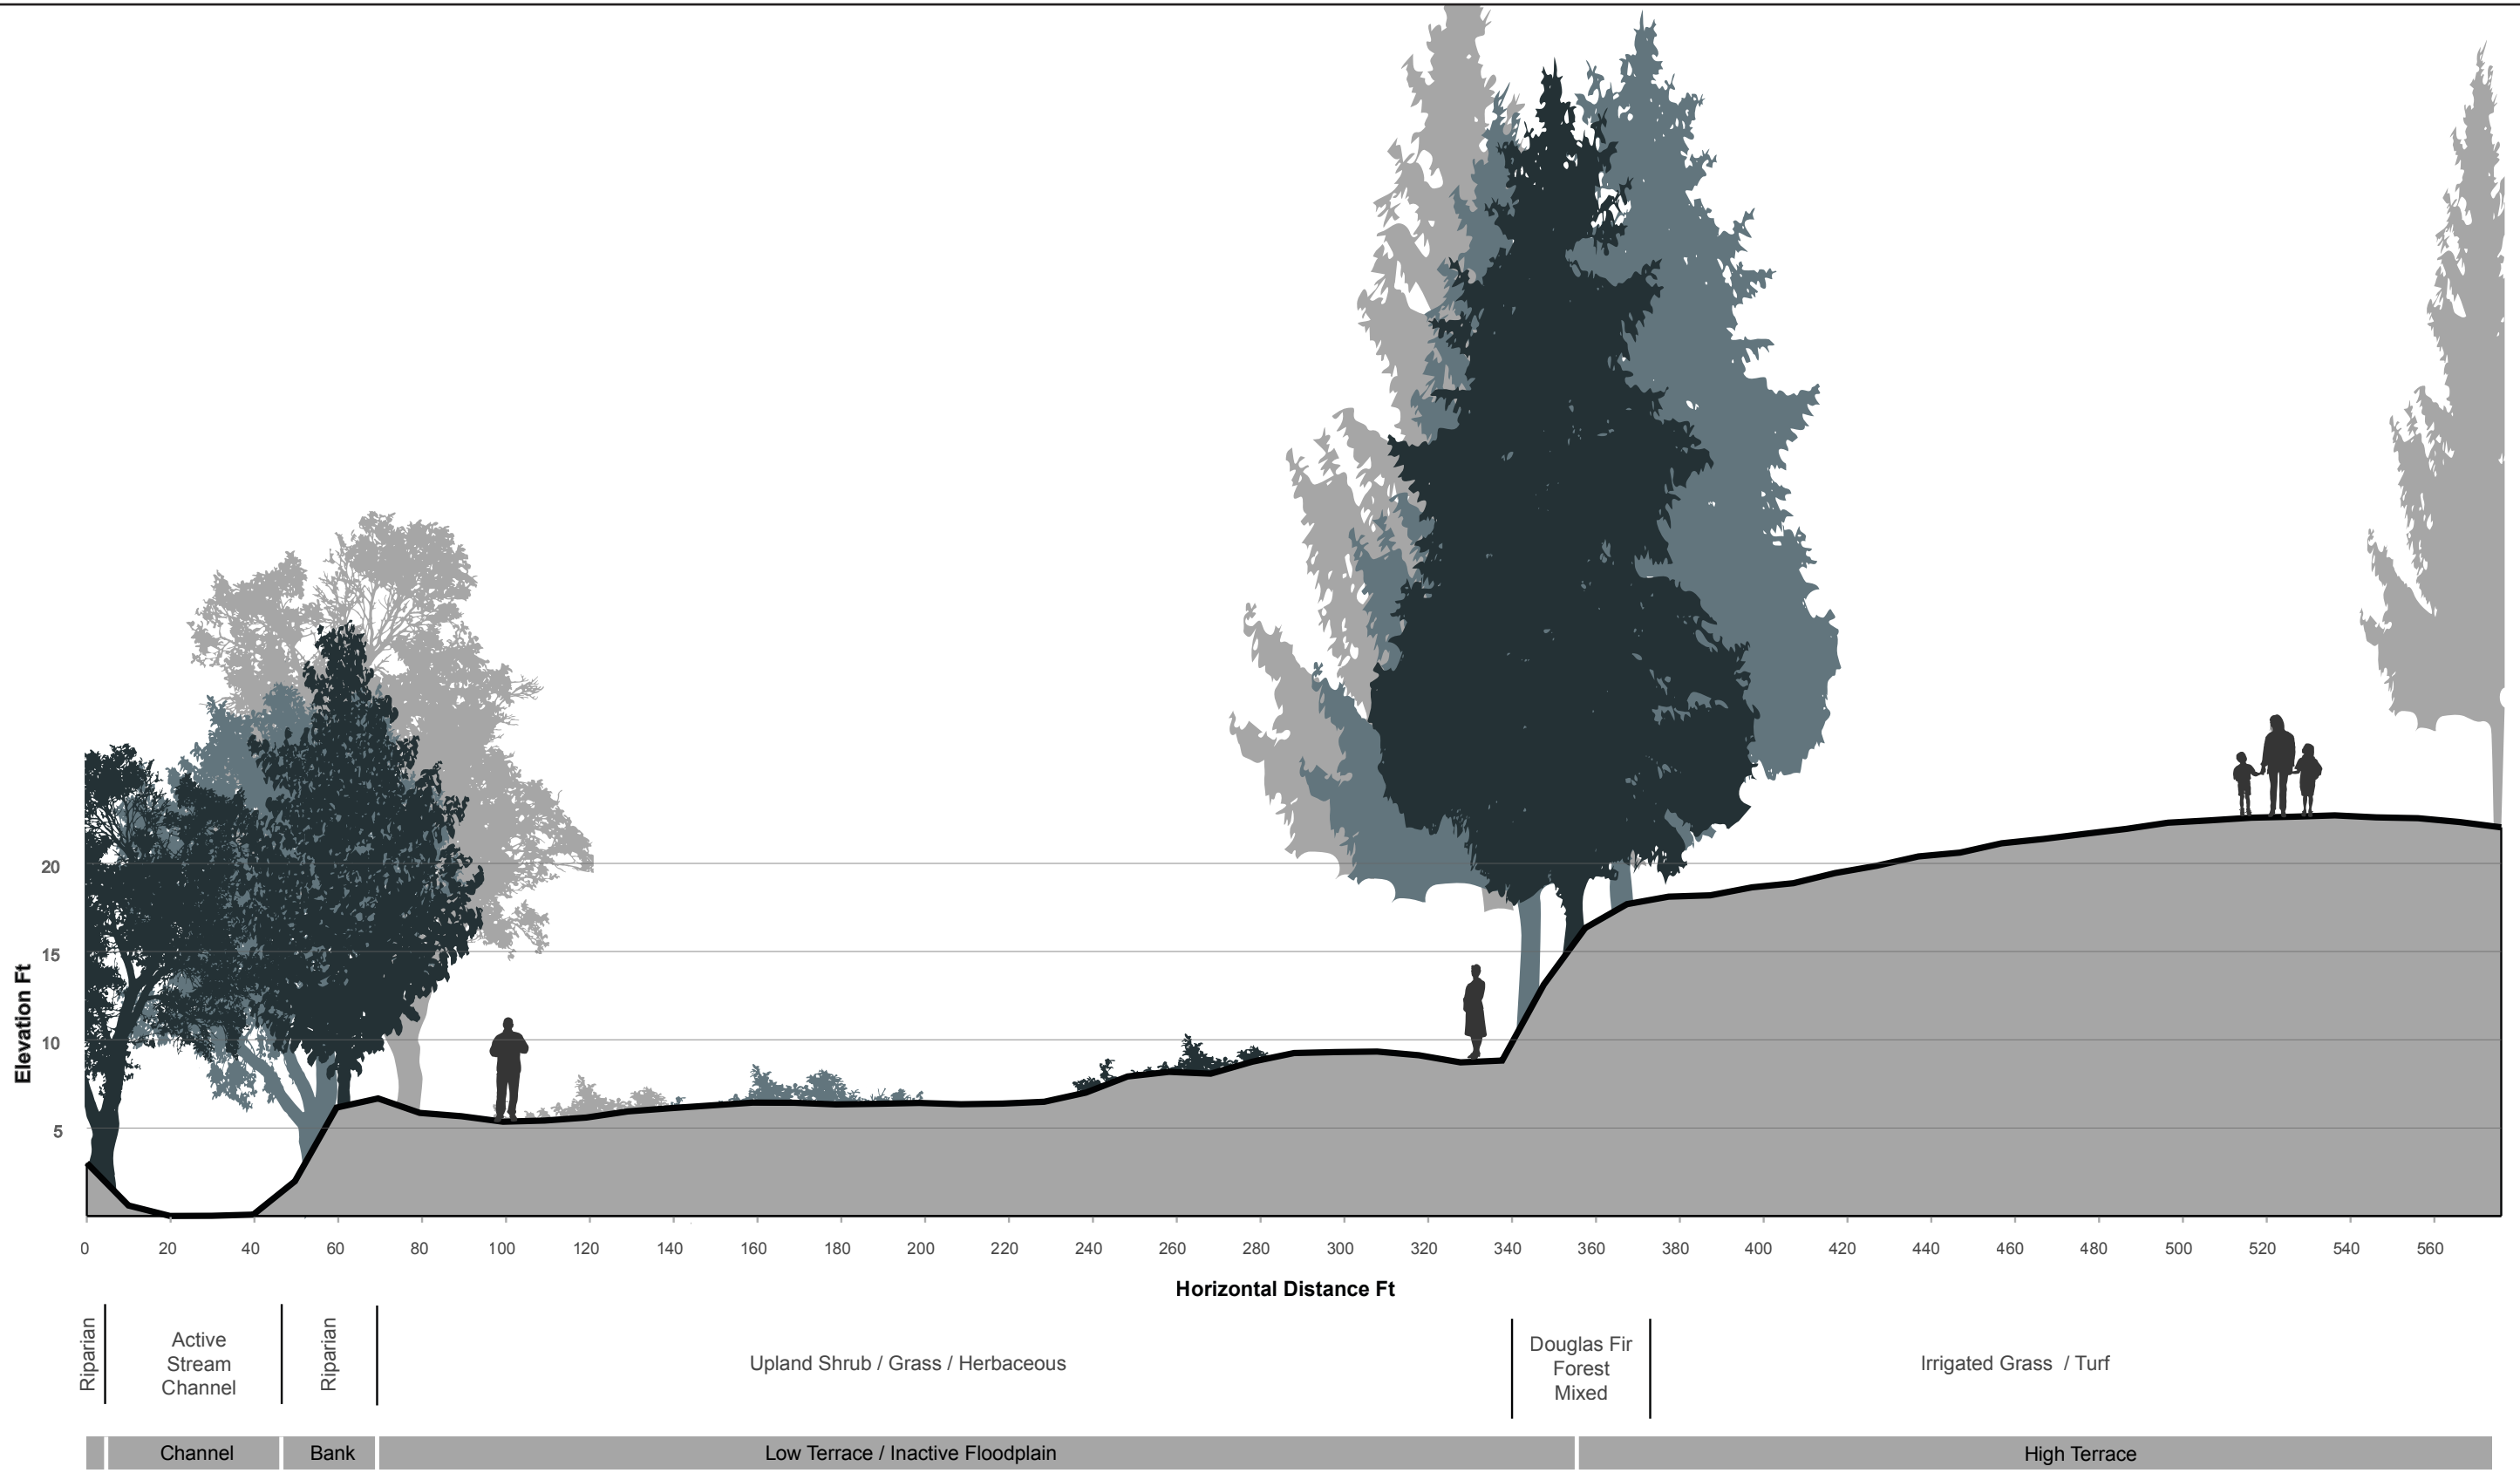 20
15
10
5
Elevation Ft
0 20 40 60 80 100 120 140 160 180 200 220 240 260 280 300 320 340 360 380 400 420 440 460 480 500 520 540 560
Horizontal Distance Ft
Riparian
Active
Stream
Channel
Riparian
Upland Shrub / Grass / Herbaceous
Douglas Fir
Forest
Mixed
Irrigated Grass / Turf
Channel
Bank
Low Terrace / Inactive Floodplain
High Terrace